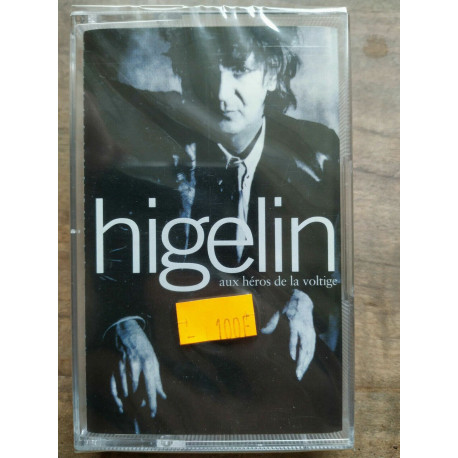 higelin
aux héros de la voltige
100F